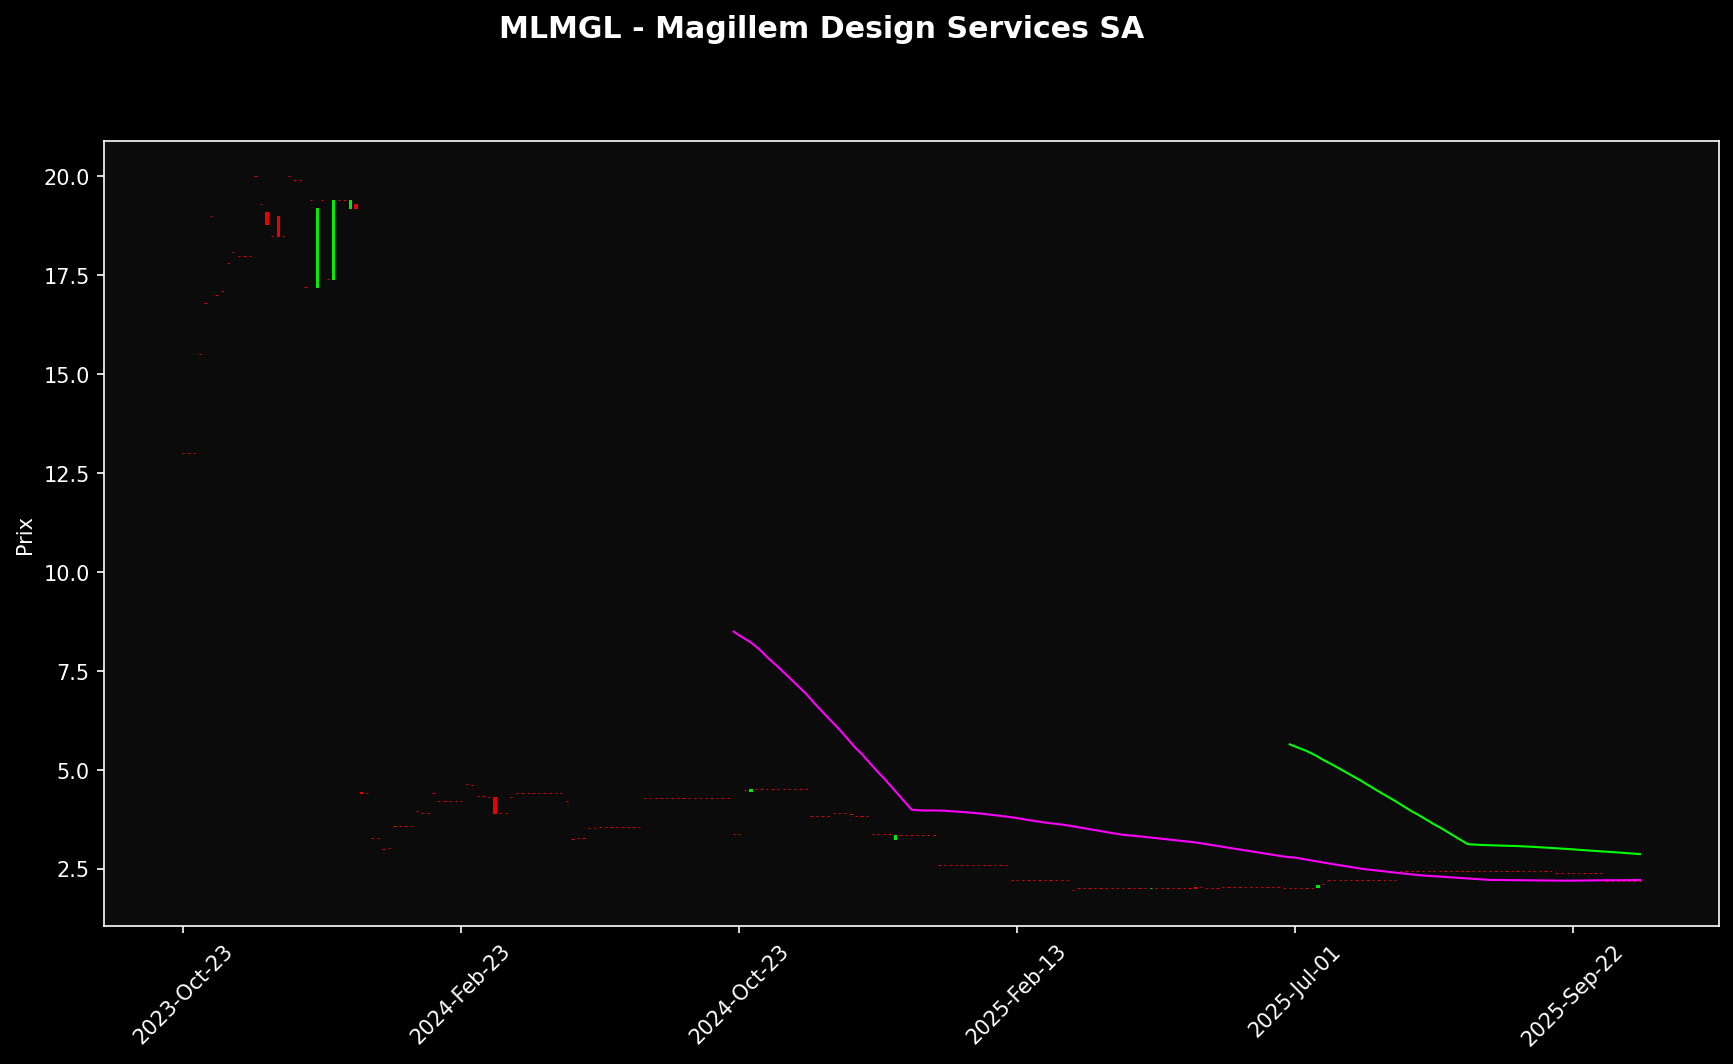 MLMGL - Magillem Design Services SA
Prix
20.0
17.5
15.0
12.5
10.0
7.5
5.0
2.5
2023-Oct-23
2024-Feb-23
2024-Oct-23
2025-Feb-13
2025-Jul-01
2025-Sep-22